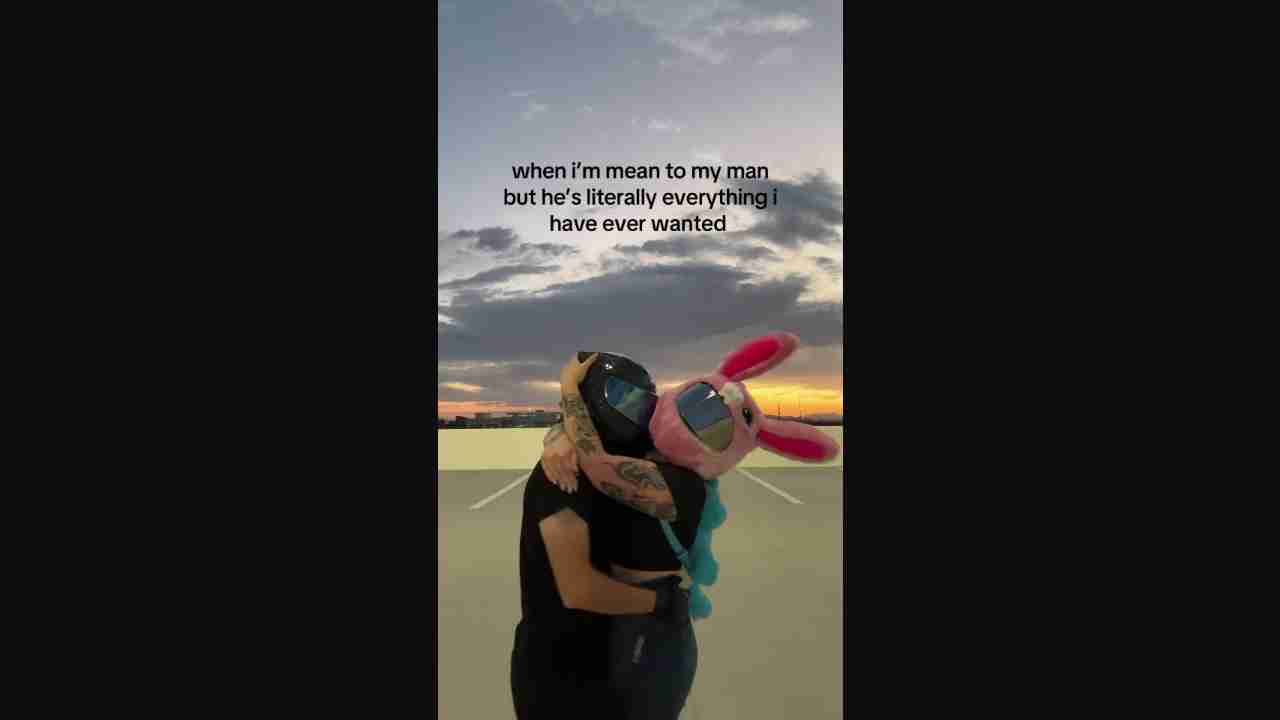 when i’m mean to my man
but he’s literally everything i
have ever wanted